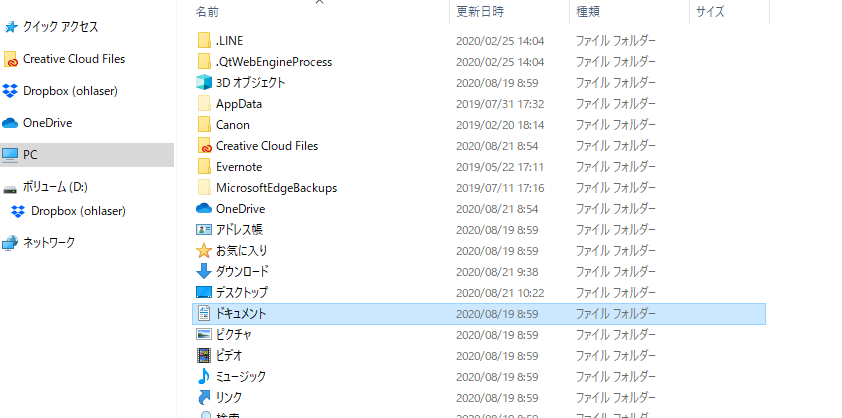 クイック アクセス
Creative Cloud Files
Dropbox (ohlaser)
OneDrive
PC
ボリューム (D:)
Dropbox (ohlaser)
ネットワーク
名前 更新日時 種類 サイズ
.LINE 2020/02/25 14:04 ファイル フォルダー
.QtWebEngineProcess 2020/02/25 14:04 ファイル フォルダー
3D オブジェクト 2020/08/19 8:59 ファイル フォルダー
AppData 2019/07/31 17:32 ファイル フォルダー
Canon 2019/02/20 18:14 ファイル フォルダー
Creative Cloud Files 2020/08/21 8:54 ファイル フォルダー
Evernote 2019/05/22 17:11 ファイル フォルダー
MicrosoftEdgeBackups 2019/07/11 17:16 ファイル フォルダー
OneDrive 2020/08/21 8:54 ファイル フォルダー
アドレス帳 2020/08/19 8:59 ファイル フォルダー
お気に入り 2020/08/19 8:59 ファイル フォルダー
ダウンロード 2020/08/21 9:38 ファイル フォルダー
デスクトップ 2020/08/21 10:22 ファイル フォルダー
ドキュメント 2020/08/19 8:59 ファイル フォルダー
ピクチャ 2020/08/19 8:59 ファイル フォルダー
ビデオ 2020/08/19 8:59 ファイル フォルダー
ミュージック 2020/08/19 8:59 ファイル フォルダー
リンク 2020/08/19 8:59 ファイル フォルダー